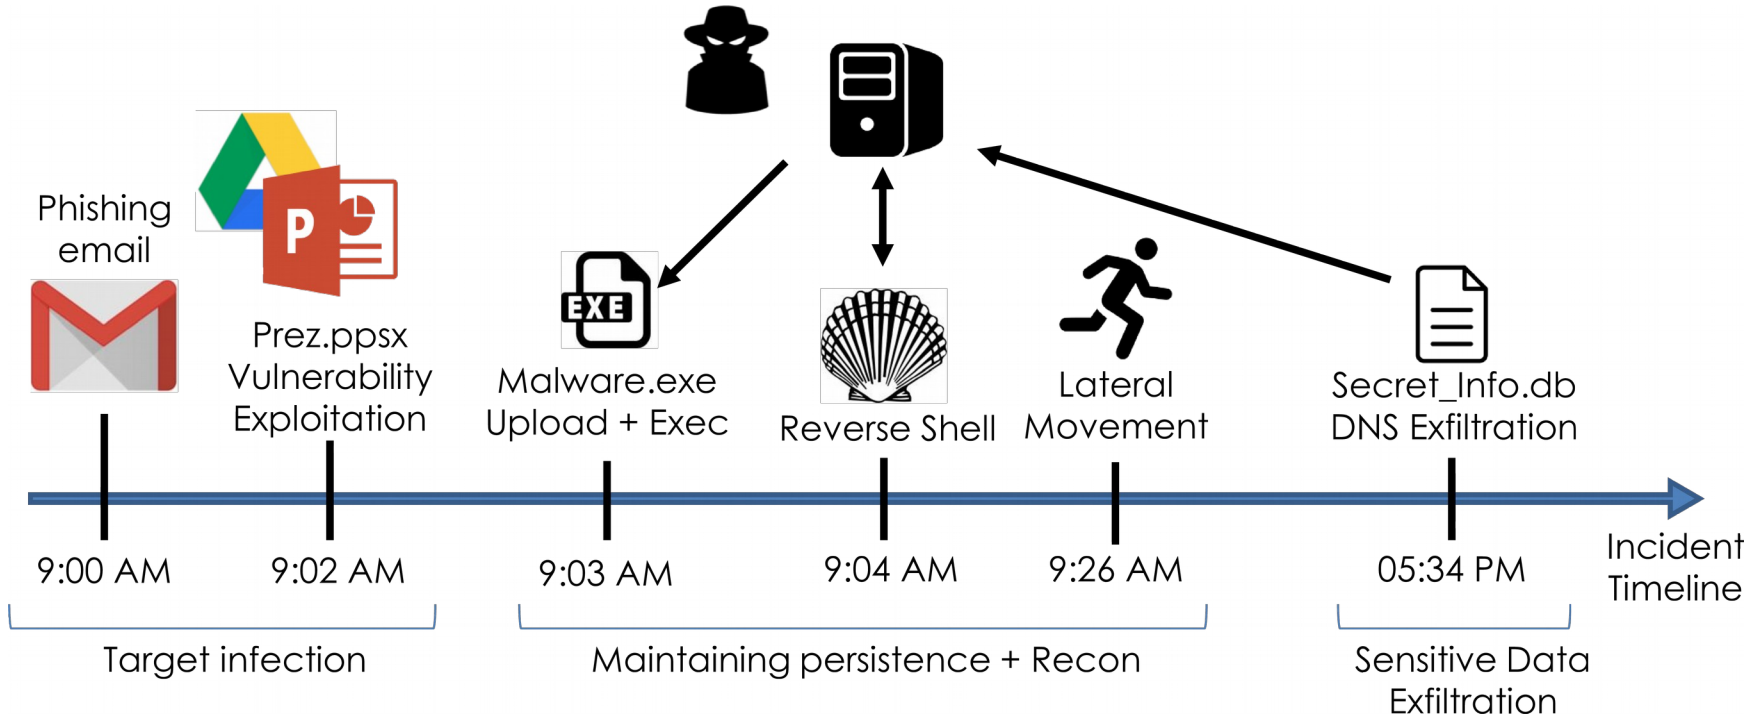 Phishing
email
P
Prez.ppsx
Vulnerability
Exploitation
EXE
Malware.exe
Upload + Exec
Reverse Shell
Lateral
Movement
Secret_Info.db
DNS Exfiltration
9:00 AM
9:02 AM
9:03 AM
9:04 AM
9:26 AM
05:34 PM
Incident
Timeline
Target infection
Maintaining persistence + Recon
Sensitive Data
Exfiltration